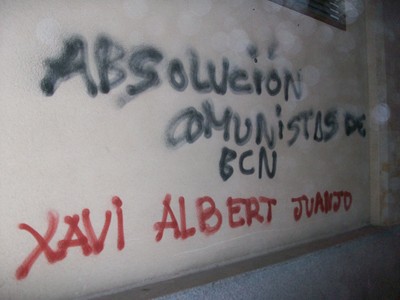 ABSOLUCIÓN
COMUNISTAS DE
BCN
XAVI ALBERT JUANJO